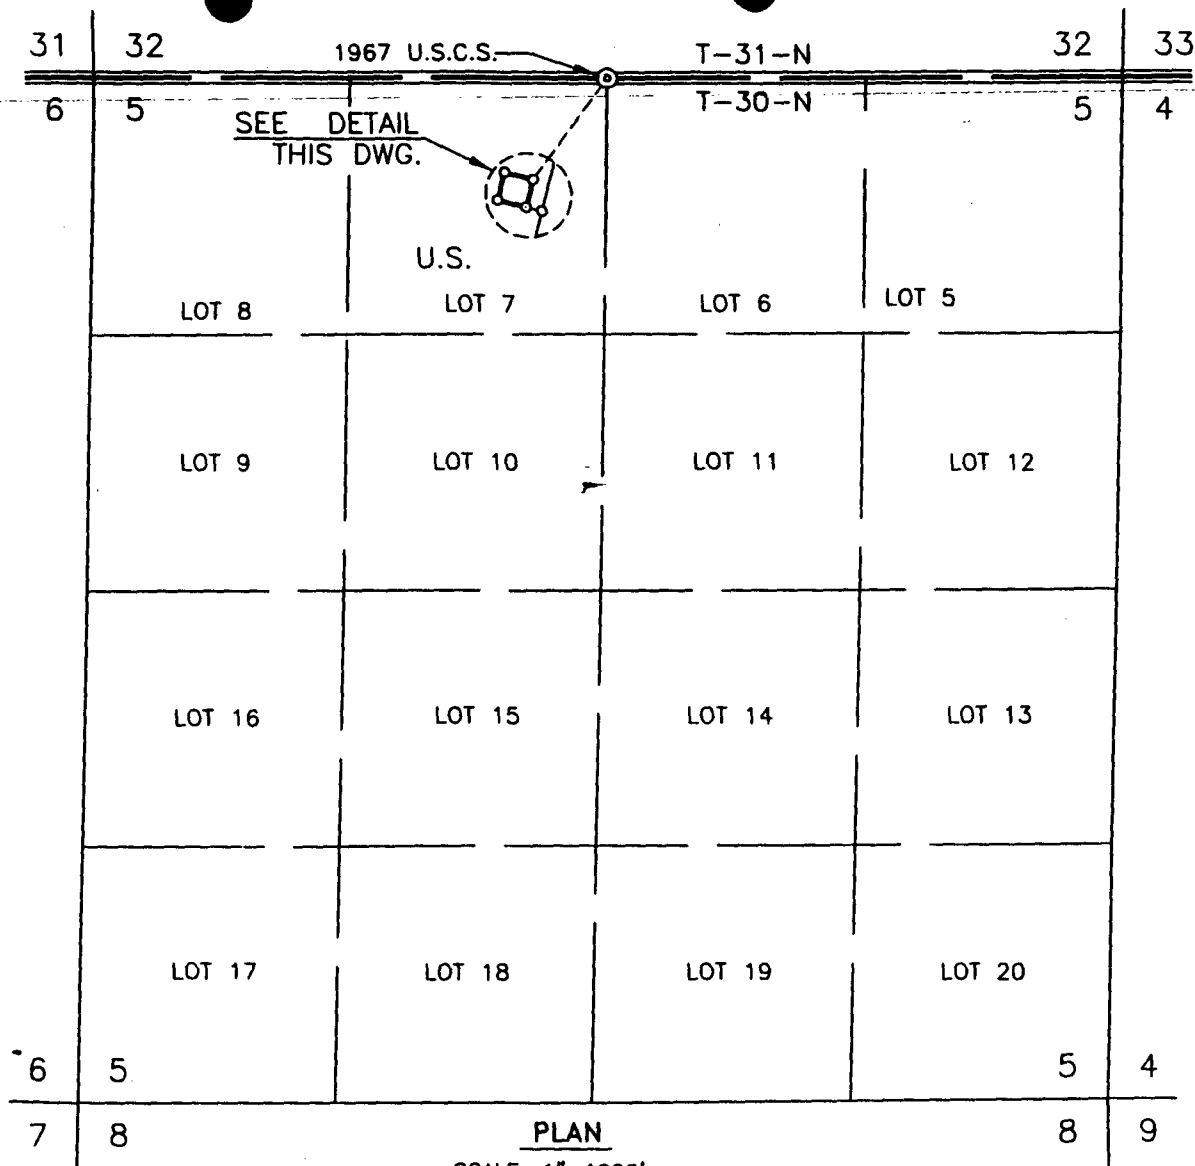 31 32 32 33
1967 U.S.C.S. T-31-N
6 5 T-30-N 5 4
SEE DETAIL
THIS DWG.
U.S.
LOT 8 LOT 7 LOT 6 LOT 5
LOT 9 LOT 10 LOT 11 LOT 12
LOT 16 LOT 15 LOT 14 LOT 13
LOT 17 LOT 18 LOT 19 LOT 20
6 5 5 4
7 8 PLAN 8 9